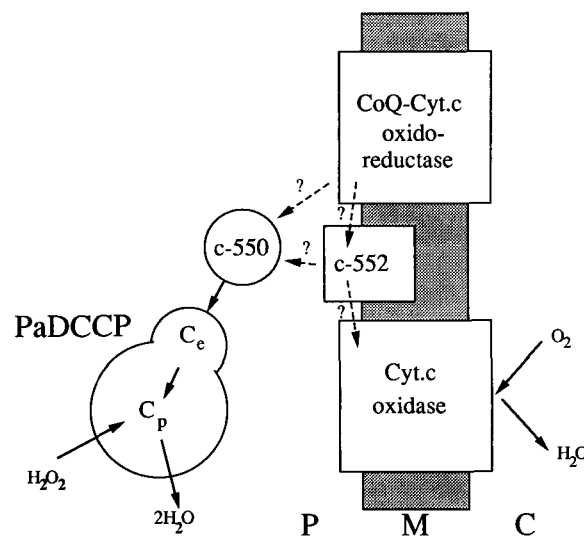 CoQ-Cyt.c
oxido-
reductase
?
?
c-550
?
c-552
PaDCCP
?
Ce
O2
Cyt.c
oxidase
Cp
H2O2
H2O
2H2O
P M C